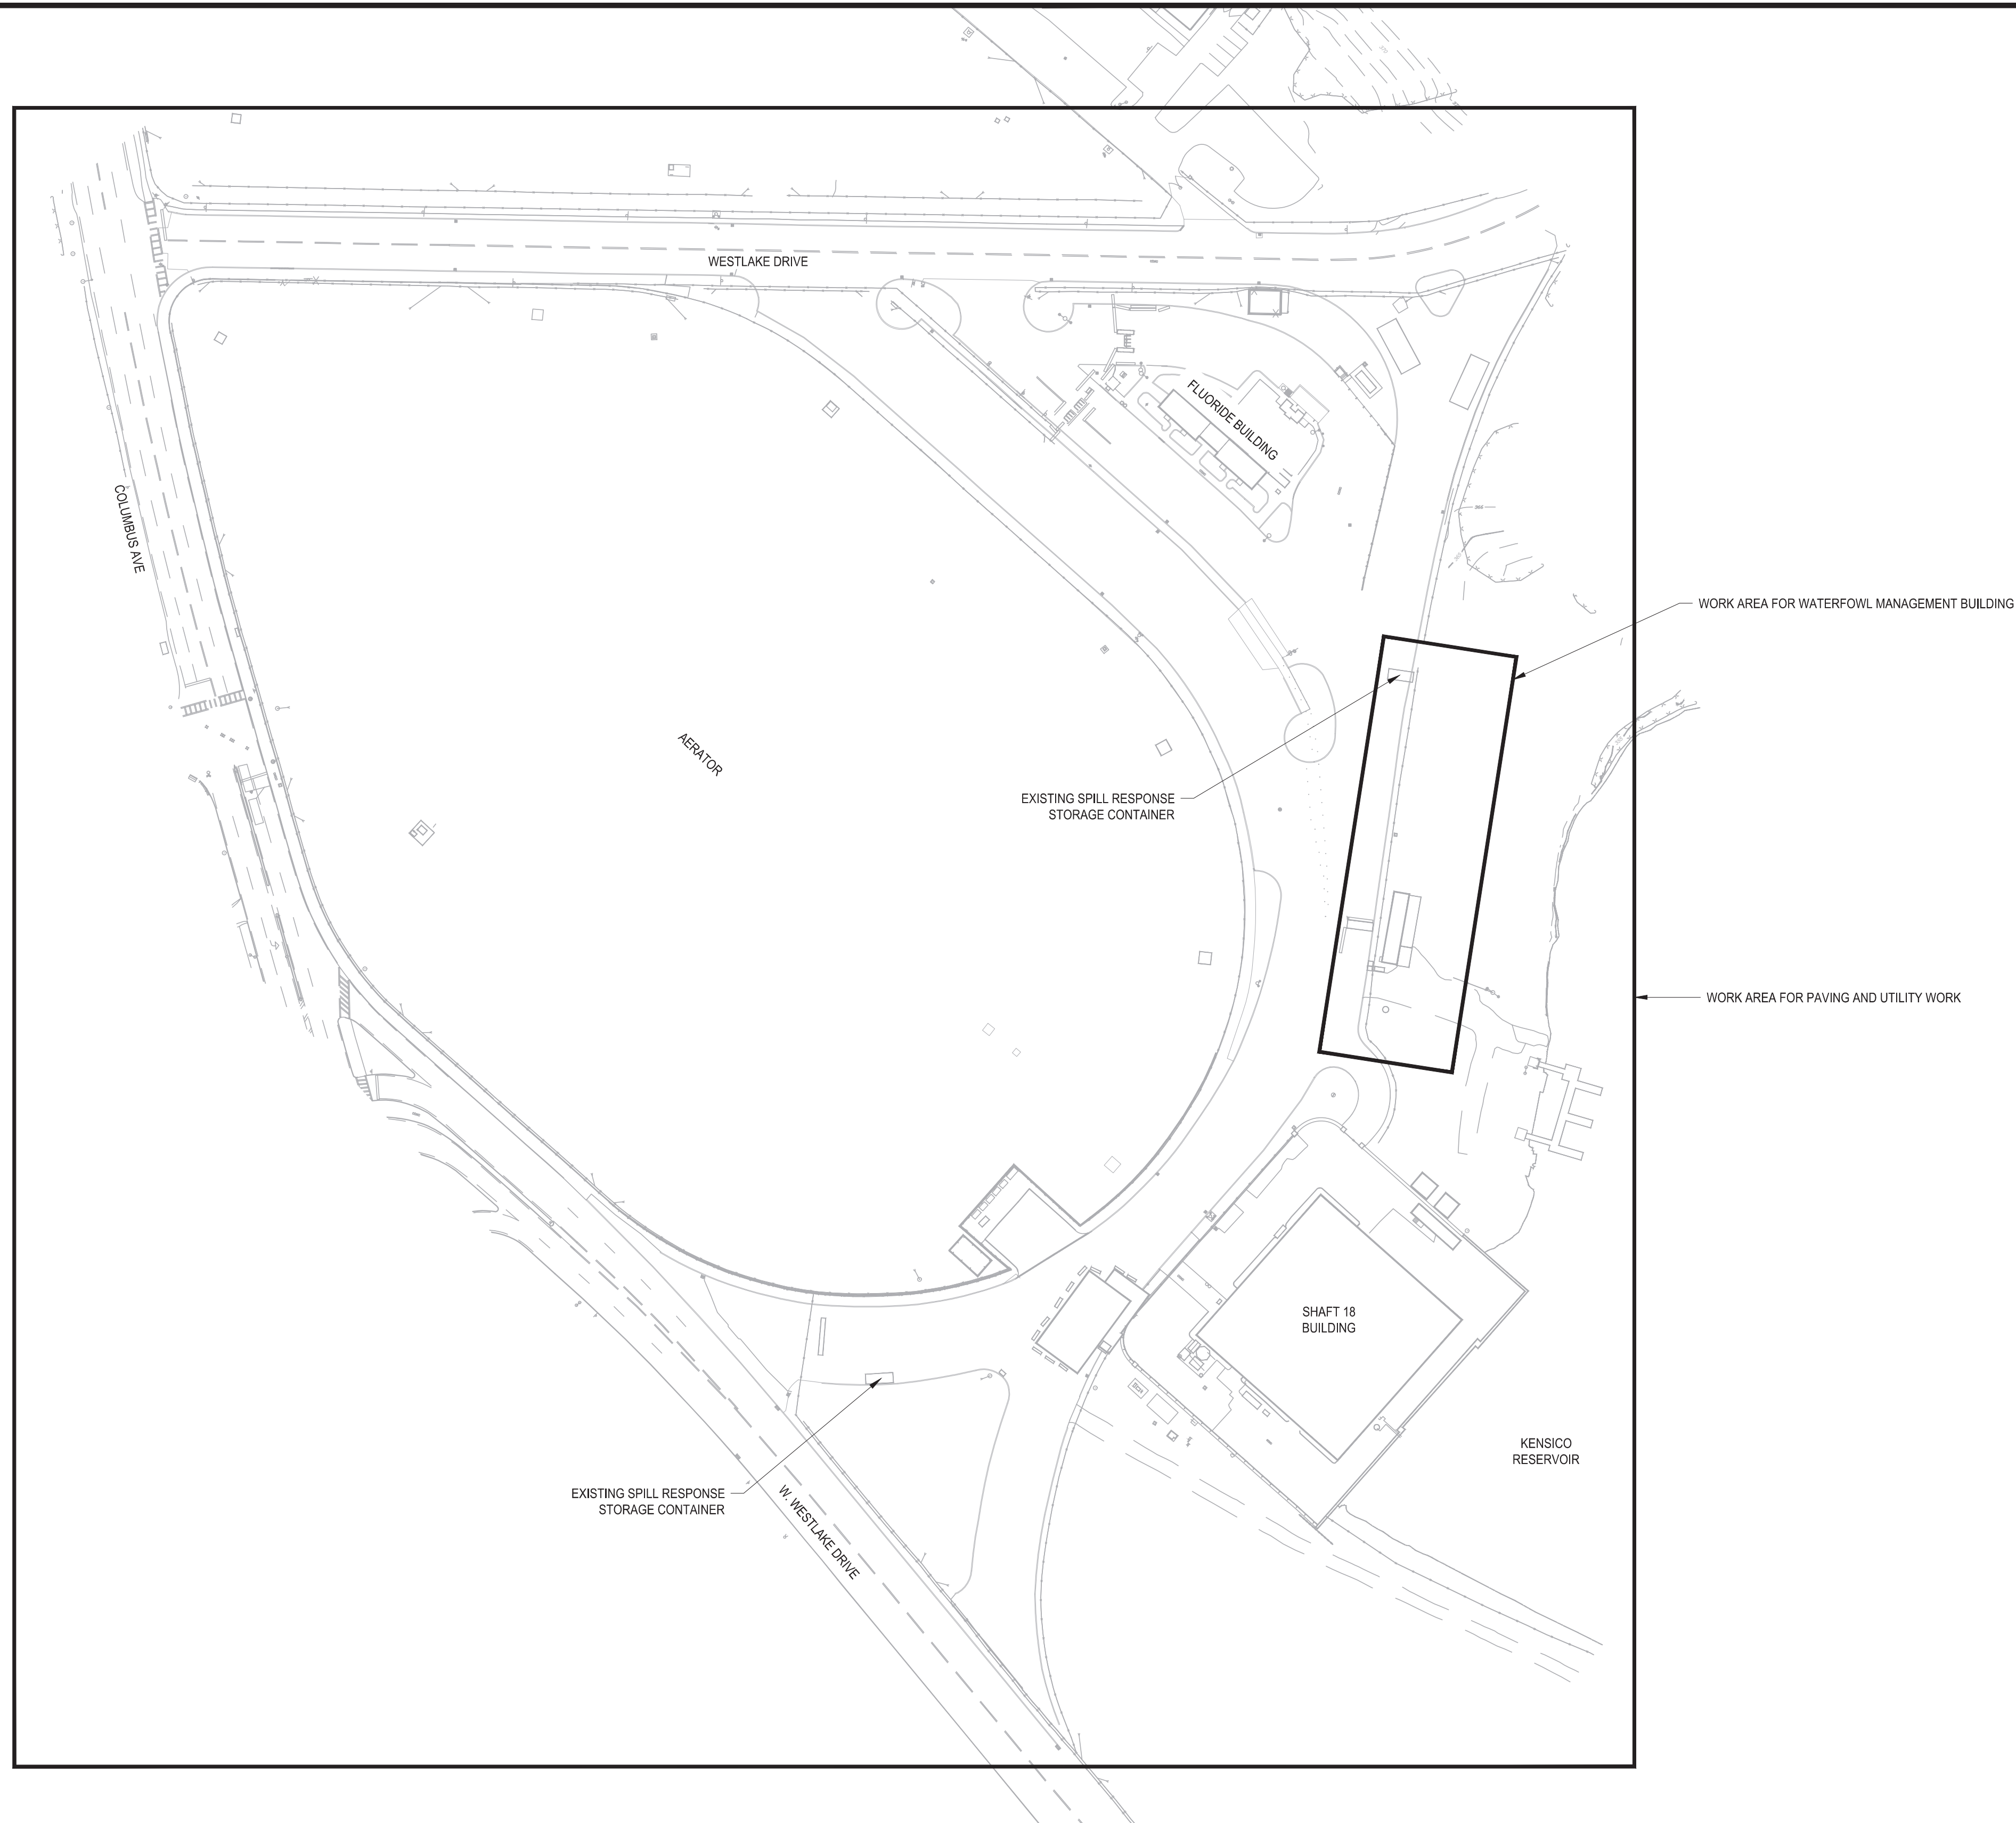 WESTLAKE DRIVE
FLUORIDE BUILDING
COLUMBUS AVE
WORK AREA FOR WATERFOWL MANAGEMENT BUILDING
AERATOR
EXISTING SPILL RESPONSE
STORAGE CONTAINER
WORK AREA FOR PAVING AND UTILITY WORK
SHAFT 18
BUILDING
KENSICO
RESERVOIR
EXISTING SPILL RESPONSE
STORAGE CONTAINER
W. WESTLAKE DRIVE